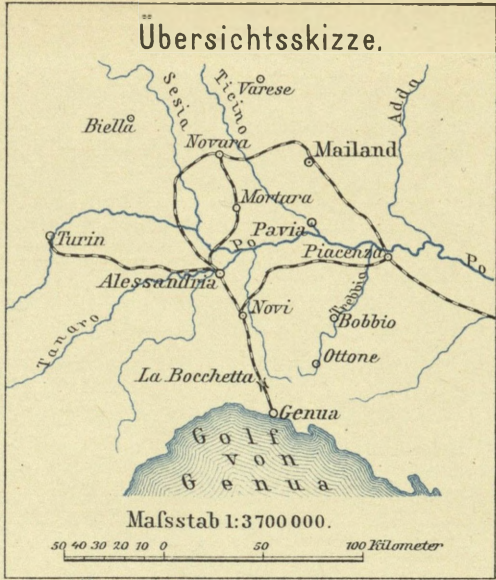 Übersichtsskizze.
Sesia
Ticino
Varese
Adda
Biella
Novara
Mailand
Mortara
Pavia
Turin
Po
Piacenza
Po
Alessandria
Trebbia
Novi
Bobbio
Tanaro
Ottone
La Bocchetta
Genua
Golf
von
Genua
Maſsstab 1:3700000.
50 40 30 20 10 0 50 100 Kilometer